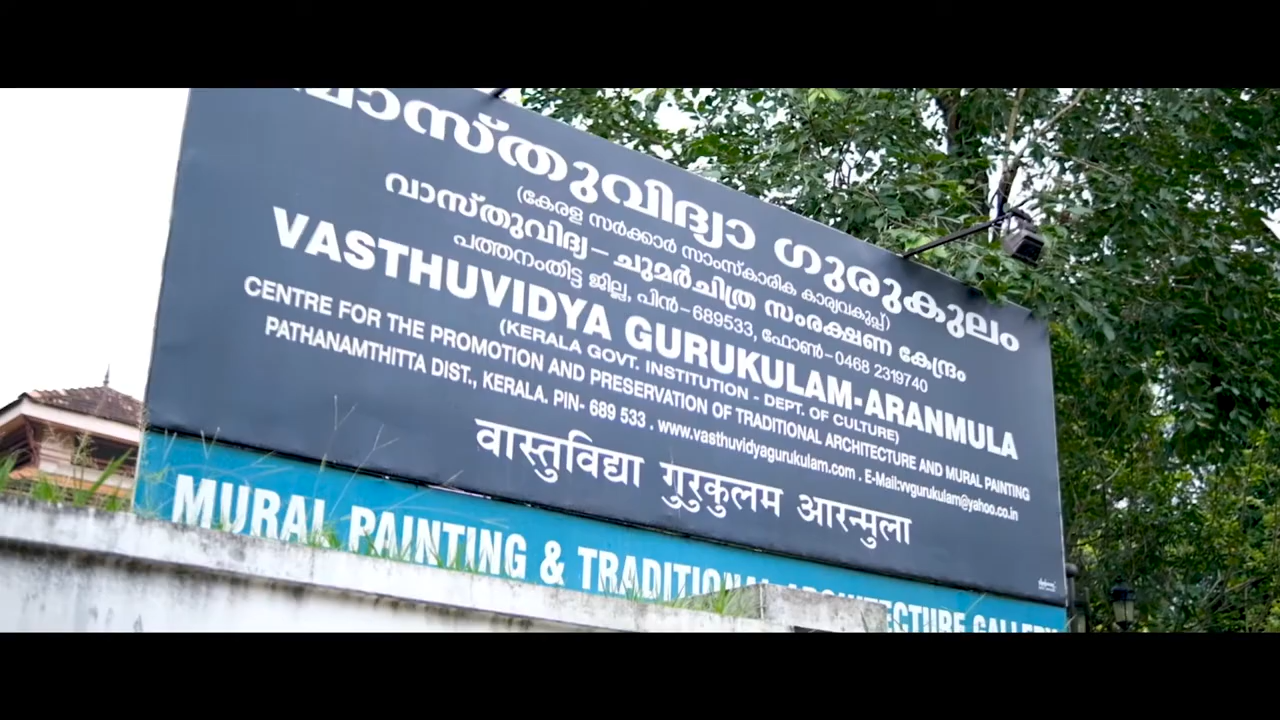 വാസ്തുവിദ്യാ ഗുരുകുലം
(കേരള സർക്കാർ സാംസ്കാരിക കാര്യവകുപ്പ്)
വാസ്തുവിദ്യ – ചുമർചിത്ര സംരക്ഷണ കേന്ദ്രം
പത്തനംതിട്ട ജില്ല, പിൻ-689533, ഫോൺ-0468 2319740
VASTHUVIDYA GURUKULAM-ARANMULA
(KERALA GOVT. INSTITUTION - DEPT. OF CULTURE)
CENTRE FOR THE PROMOTION AND PRESERVATION OF TRADITIONAL ARCHITECTURE AND MURAL PAINTING
PATHANAMTHITTA DIST., KERALA. PIN- 689 533 . www.vasthuvidyagurukulam.com . E-Mail:vvgurukulam@yahoo.co.in
वास्तुविद्या गुरुकुलम आरन्मुला
MURAL PAINTING & TRADITIONAL ARCHITECTURE GALLERY